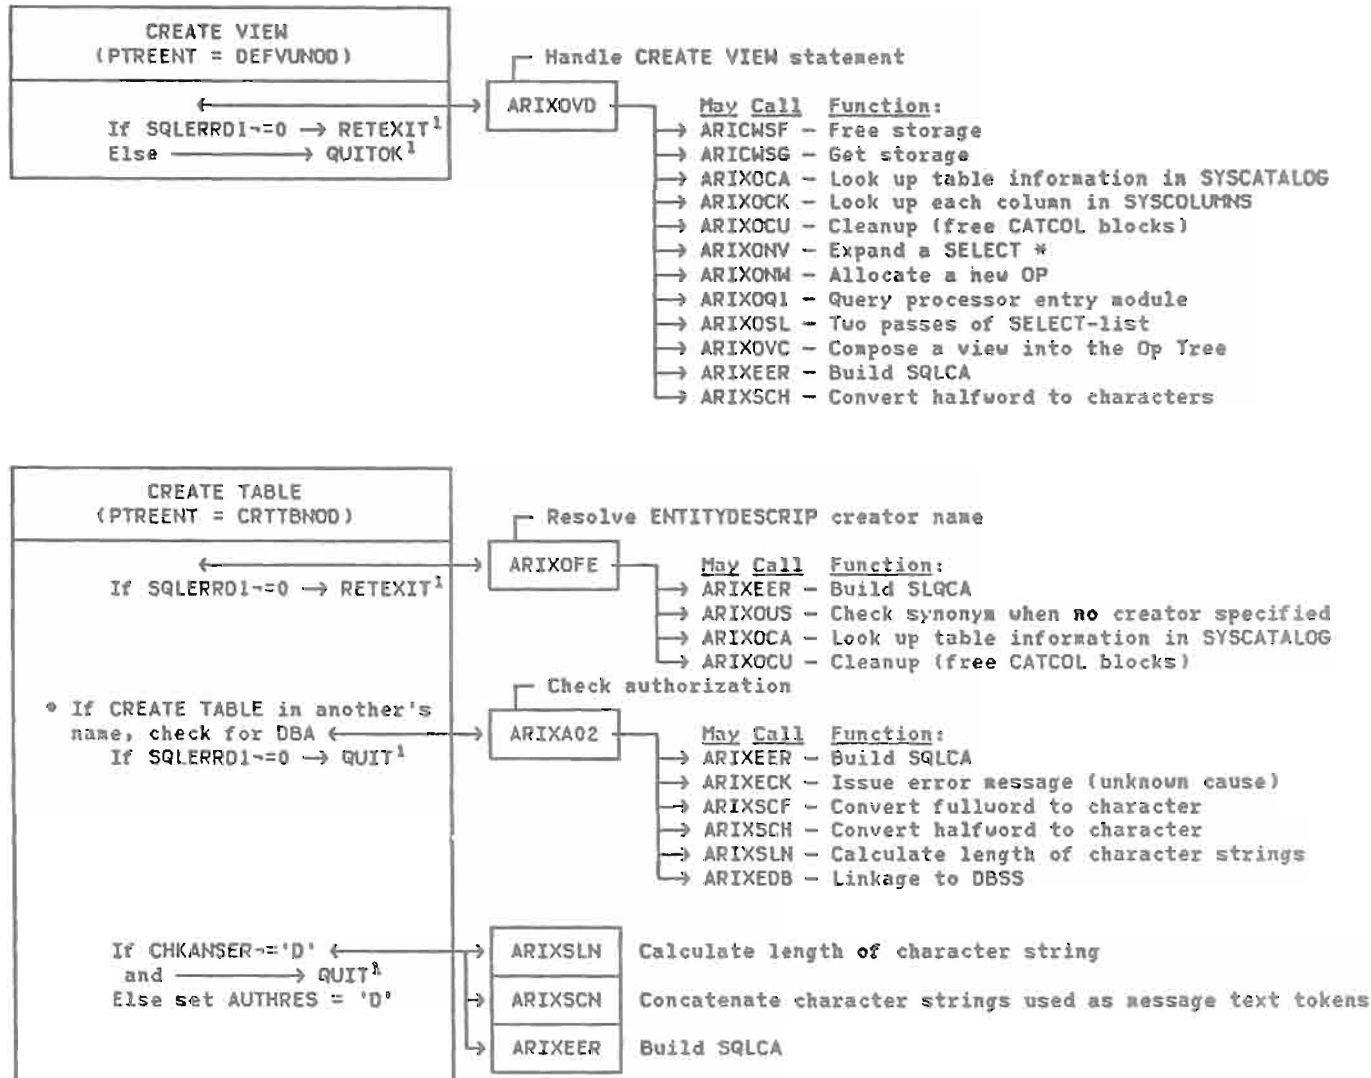 CREATE VIEW
(PTREENT = DEFVUNOD)
Handle CREATE VIEW statement
ARIXOVD
May Call Function:
If SQLERRD1¬=0 → RETEXIT¹
Else → QUITOK¹
→ ARICWSF - Free storage
→ ARICWSG - Get storage
→ ARIXOCA - Look up table information in SYSCATALOG
→ ARIXOCK - Look up each column in SYSCOLUMNS
→ ARIXOCU - Cleanup (free CATCOL blocks)
→ ARIXONV - Expand a SELECT *
→ ARIXONW - Allocate a new OP
→ ARIXOQ1 - Query processor entry module
→ ARIXOSL - Two passes of SELECT-list
→ ARIXOVC - Compose a view into the Op Tree
→ ARIXEER - Build SQLCA
→ ARIXSCH - Convert halfword to characters
CREATE TABLE
(PTREENT = CRTTBNOD)
Resolve ENTITYDESCRIP creator name
ARIXOFE
May Call Function:
If SQLERRD1¬=0 → RETEXIT¹
→ ARIXEER - Build SLQCA
→ ARIXOUS - Check synonym when no creator specified
→ ARIXOCA - Look up table information in SYSCATALOG
→ ARIXOCU - Cleanup (free CATCOL blocks)
Check authorization
• If CREATE TABLE in another's
name, check for DBA
If SQLERRD1¬=0 → QUIT¹
ARIXA02
May Call Function:
→ ARIXEER - Build SQLCA
→ ARIXECK - Issue error message (unknown cause)
→ ARIXSCF - Convert fullword to character
→ ARIXSCH - Convert halfword to character
→ ARIXSLN - Calculate length of character strings
→ ARIXEDB - Linkage to DBSS
If CHKANSER¬='D'
and → QUIT¹
Else set AUTHRES = 'D'
ARIXSLN Calculate length of character string
ARIXSCN Concatenate character strings used as message text tokens
ARIXEER Build SQLCA